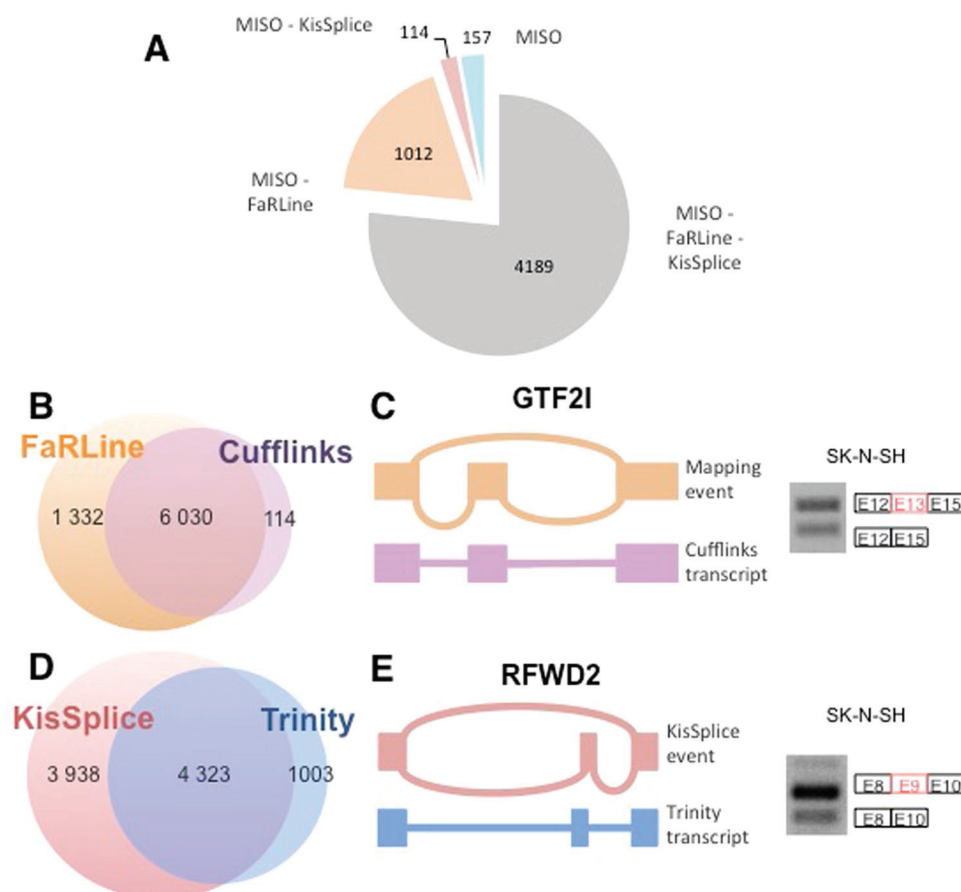 A
MISO - KisSplice
114
157
MISO
1012
MISO -
FaRLine
MISO -
FaRLine -
KisSplice
4189
B
FaRLine
Cufflinks
1 332
6 030
114
C
GTF2I
Mapping
event
Cufflinks
transcript
SK-N-SH
E12 E13 E15
E12 E15
D
KisSplice
Trinity
3 938
4 323
1003
E
RFWD2
KisSplice
event
Trinity
transcript
SK-N-SH
E8 E9 E10
E8 E10